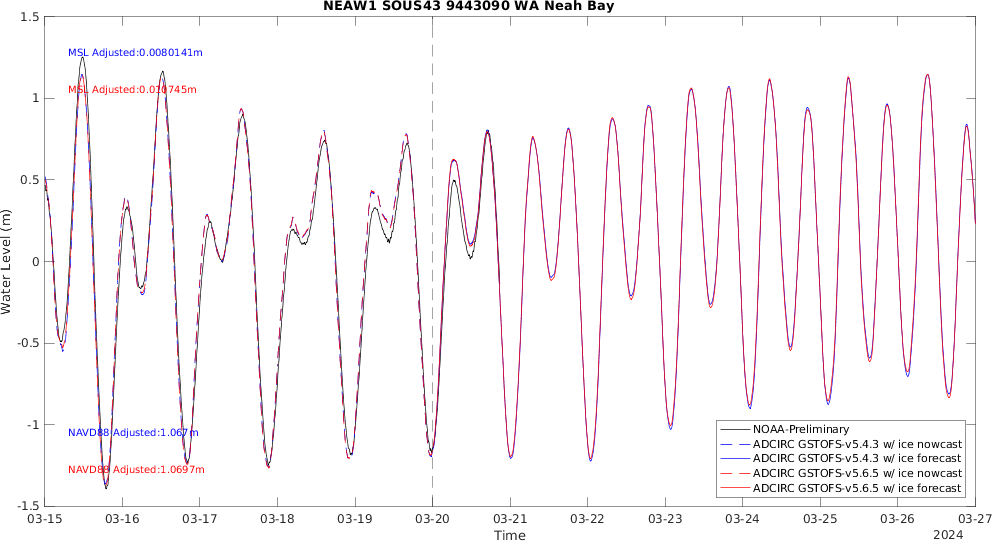 NEAW1 SOUS43 9443090 WA Neah Bay
1.5
MSL Adjusted:0.0080141m
MSL Adjusted:0.010745m
1
0.5
0
-0.5
-1
-1.5
Water Level (m)
NAVD88 Adjusted:1.067m
NAVD88 Adjusted:1.0697m
NOAA-Preliminary
ADCIRC GSTOFS-v5.4.3 w/ ice nowcast
ADCIRC GSTOFS-v5.4.3 w/ ice forecast
ADCIRC GSTOFS-v5.6.5 w/ ice nowcast
ADCIRC GSTOFS-v5.6.5 w/ ice forecast
03-15 03-16 03-17 03-18 03-19 03-20 03-21 03-22 03-23 03-24 03-25 03-26 03-27
Time
2024